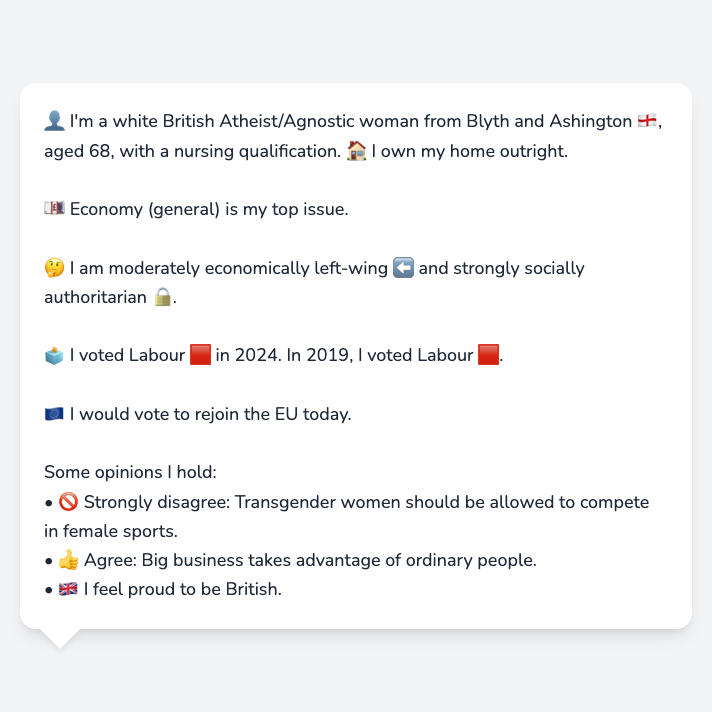 👤 I'm a white British Atheist/Agnostic woman from Blyth and Ashington 🏴󠁧󠁢󠁥󠁮󠁧󠁿,
aged 68, with a nursing qualification. 🏠 I own my home outright.
💷 Economy (general) is my top issue.
🤔 I am moderately economically left-wing ⬅️ and strongly socially
authoritarian 🔒.
🗳️ I voted Labour 🟥 in 2024. In 2019, I voted Labour 🟥.
🇪🇺 I would vote to rejoin the EU today.
Some opinions I hold:
• 🚫 Strongly disagree: Transgender women should be allowed to compete
in female sports.
• 👍 Agree: Big business takes advantage of ordinary people.
• 🇬🇧 I feel proud to be British.